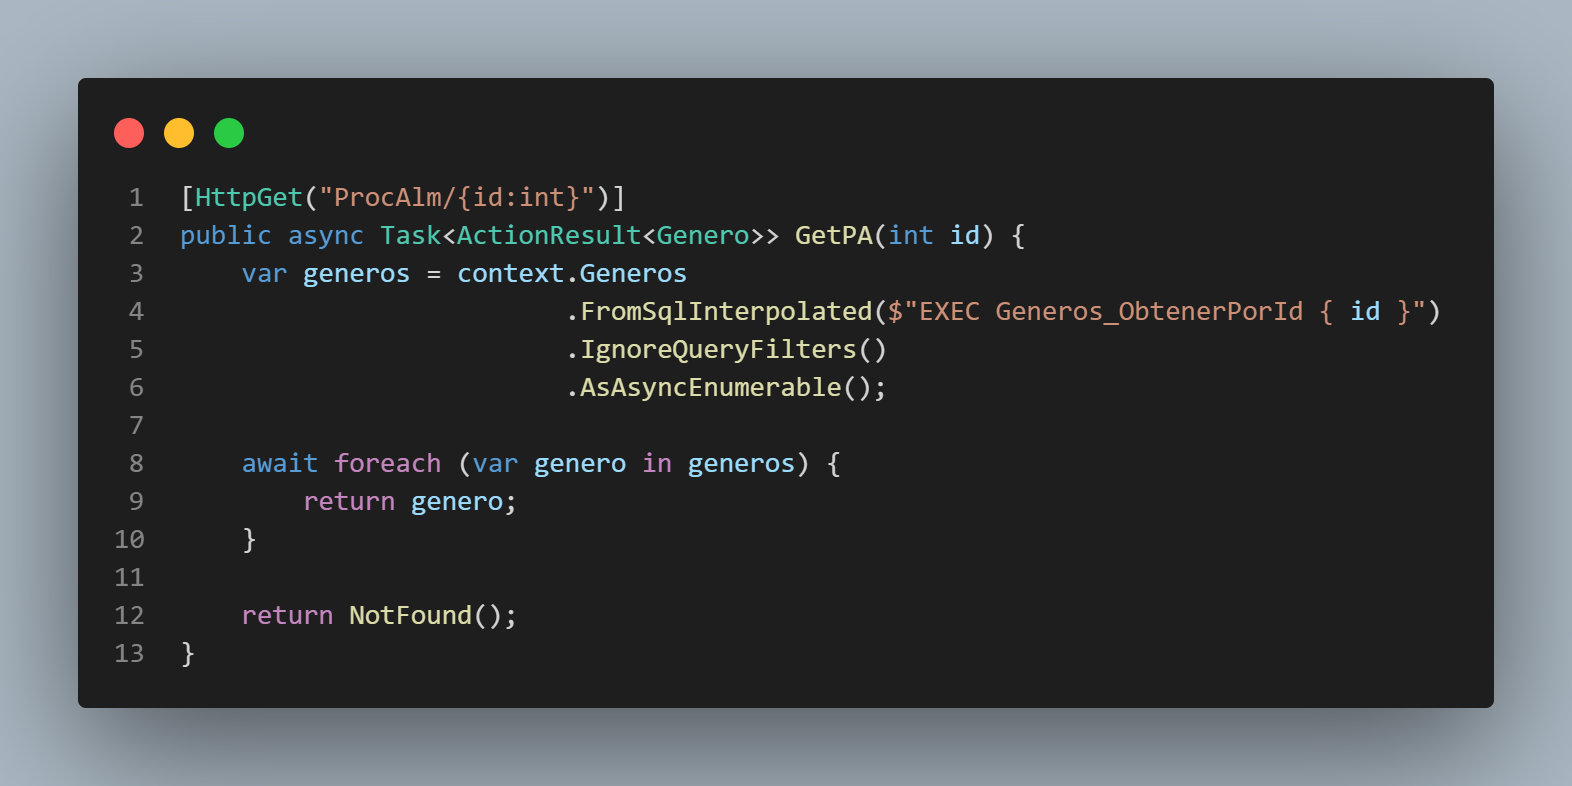 1 [HttpGet("ProcAlm/{id:int}")]
2 public async Task<ActionResult<Genero>> GetPA(int id) {
3     var generos = context.Generos
4                          .FromSqlInterpolated($"EXEC Generos_ObtenerPorId { id }")
5                          .IgnoreQueryFilters()
6                          .AsAsyncEnumerable();
7
8     await foreach (var genero in generos) {
9         return genero;
10     }
11
12     return NotFound();
13 }